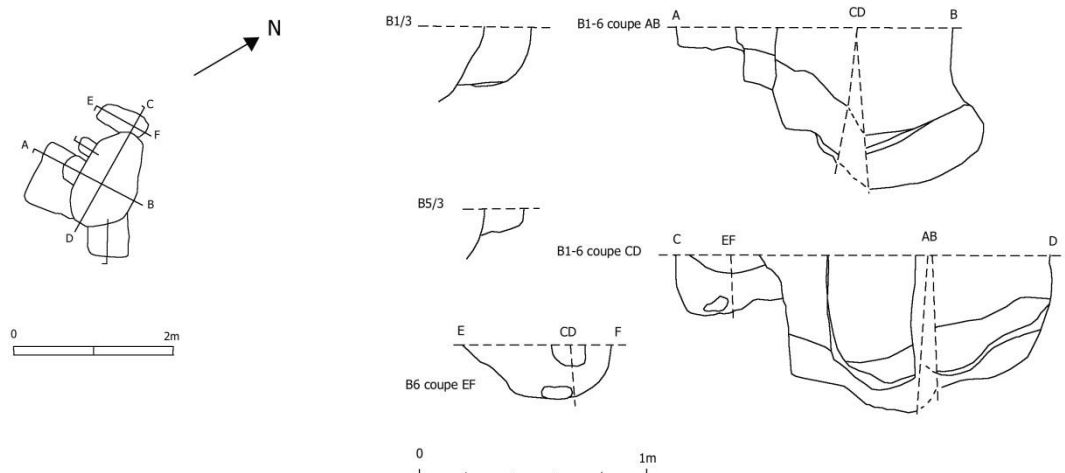 N
E C
F
A
B
D
0 2m
B1/3
B5/3
E CD F
B6 coupe EF
0 1m
B1-6 coupe AB A CD B
B1-6 coupe CD C EF AB D